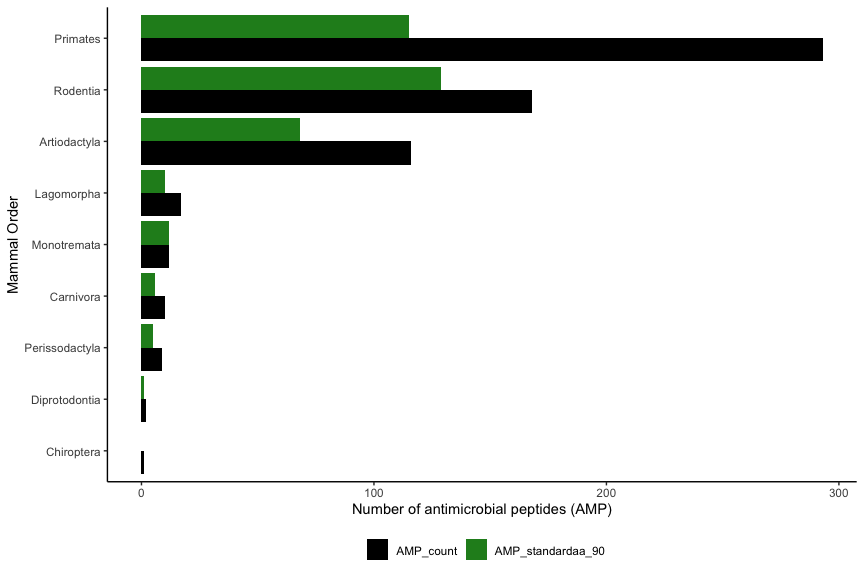 Mammal Order
Primates
Rodentia
Artiodactyla
Lagomorpha
Monotremata
Carnivora
Perissodactyla
Diprotodontia
Chiroptera
0 100 200 300
Number of antimicrobial peptides (AMP)
AMP_count AMP_standardaa_90